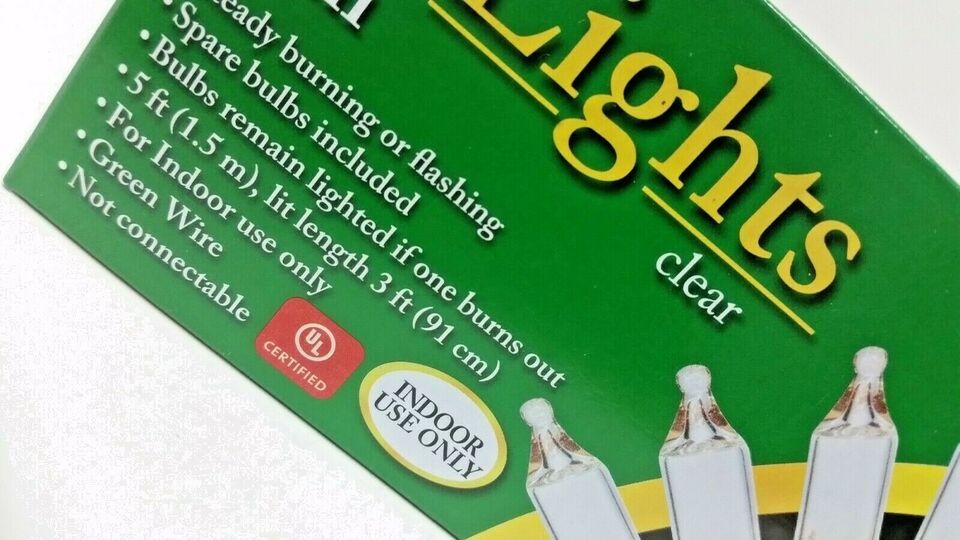 Lights
clear
burning or flashing
• Spare bulbs included
• Bulbs remain lighted if one burns out
• 5 ft (1.5 m), lit length 3 ft (91 cm)
• For Indoor use only
• Green Wire
• Not connectable
UL
CERTIFIED
INDOOR
USE ONLY